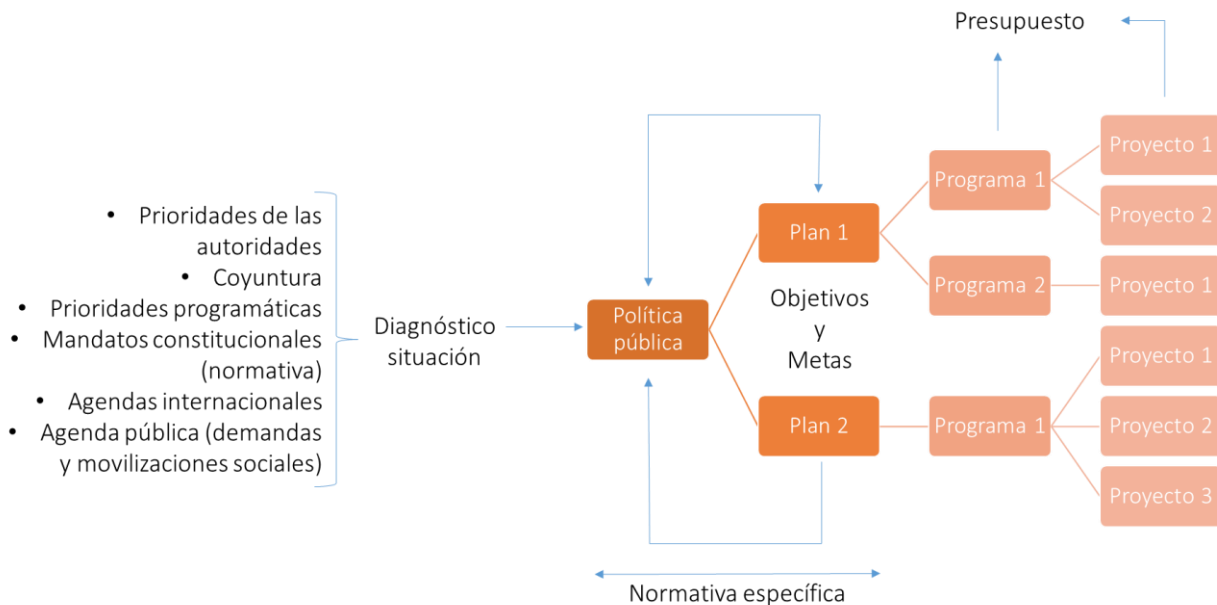 Presupuesto
• Prioridades de las
autoridades
• Coyuntura
• Prioridades programáticas
• Mandatos constitucionales
(normativa)
• Agendas internacionales
• Agenda pública (demandas
y movilizaciones sociales)
Diagnóstico
situación
Política
pública
Plan 1
Objetivos
y
Metas
Plan 2
Programa 1
Programa 2
Programa 1
Proyecto 1
Proyecto 2
Proyecto 1
Proyecto 1
Proyecto 2
Proyecto 3
Normativa específica